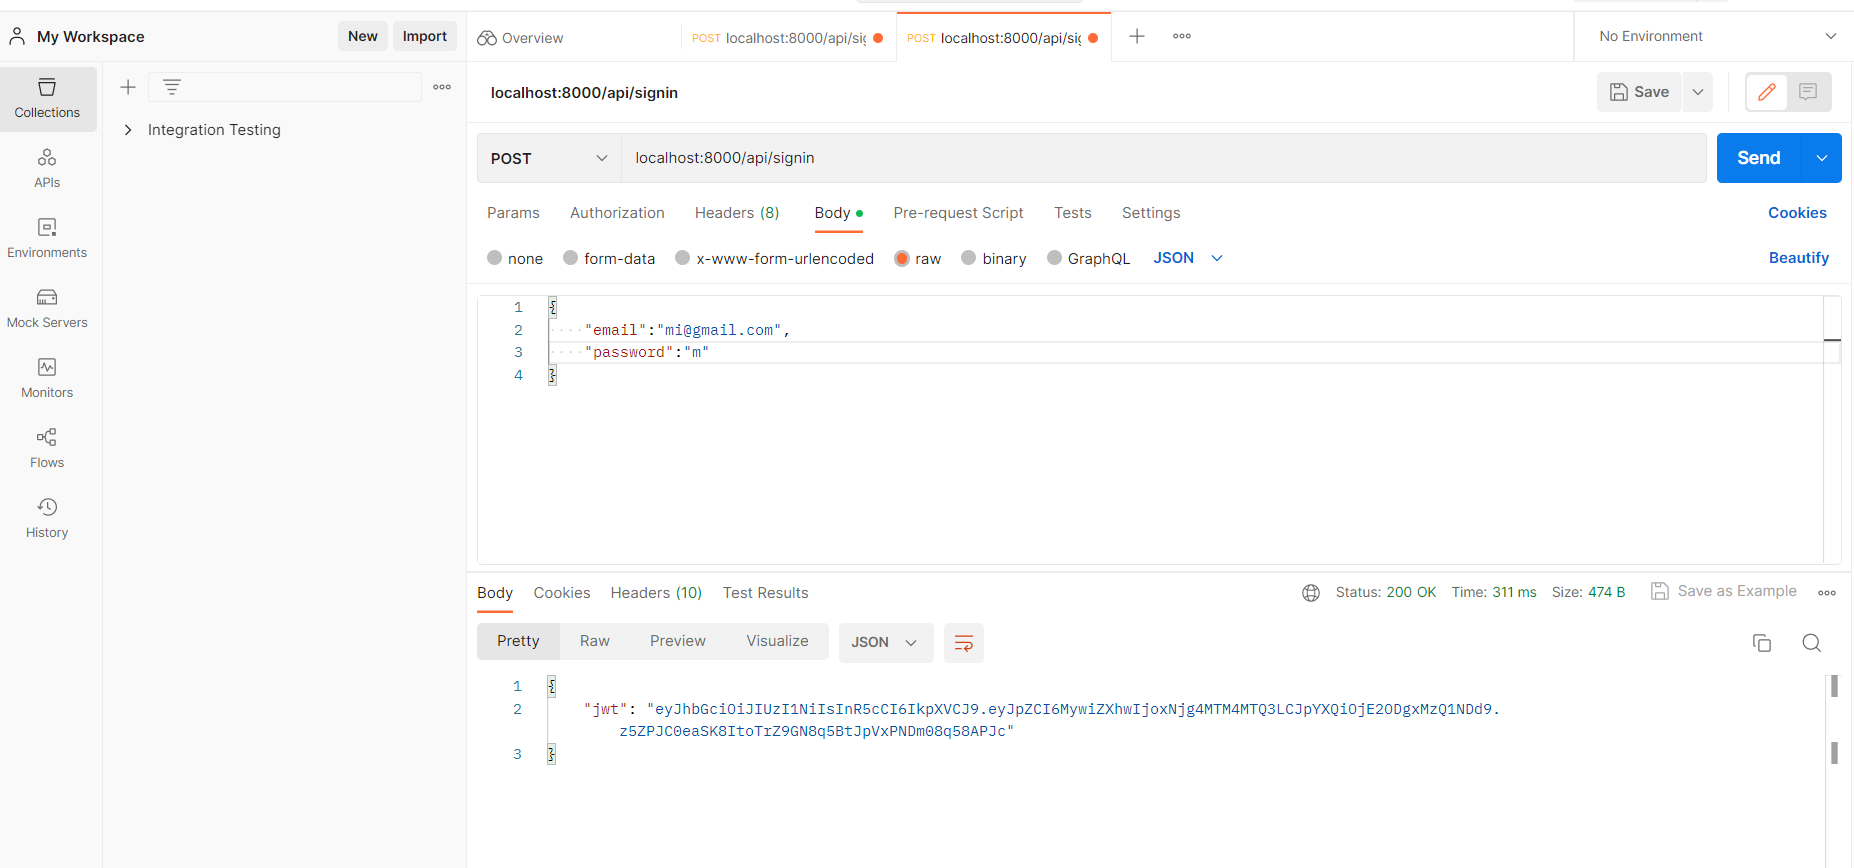 My Workspace
New
Import
Overview
POST localhost:8000/api/sig
POST localhost:8000/api/sig
No Environment
Collections
APIs
Environments
Mock Servers
Monitors
Flows
History
Integration Testing
localhost:8000/api/signin
Save
POST
localhost:8000/api/signin
Send
Params
Authorization
Headers (8)
Body
Pre-request Script
Tests
Settings
Cookies
none
form-data
x-www-form-urlencoded
raw
binary
GraphQL
JSON
Beautify
1 {
2 "email":"mi@gmail.com",
3 "password":"m"
4 }
Body
Cookies
Headers (10)
Test Results
Status: 200 OK
Time: 311 ms
Size: 474 B
Save as Example
Pretty
Raw
Preview
Visualize
JSON
1 {
2 "jwt": "eyJhbGciOiJIUzI1NiIsInR5cCI6IkpXVCJ9.eyJpZCI6MywiZXhwIjoxNjg4MTM4MTQ3LCJpYXQiOjE2ODgxMzQ1NDd9.
z5ZPJC0eaSK8ItoTrZ9GN8q5BtJpVxPNDm08q58APJc"
3 }